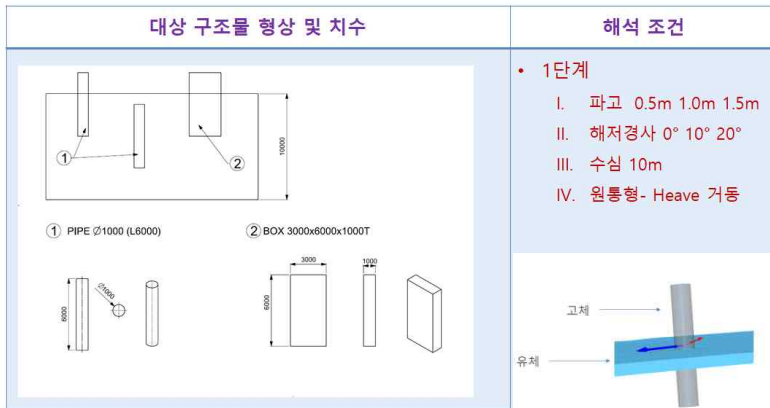 대상 구조물 형상 및 치수
해석 조건
10000
①
②
① PIPE ∅1000 (L6000)
② BOX 3000x6000x1000T
6000
∅1000
3000
1000
6000
• 1단계
I. 파고 0.5m 1.0m 1.5m
II. 해저경사 0° 10° 20°
III. 수심 10m
IV. 원통형- Heave 거동
고체
유체